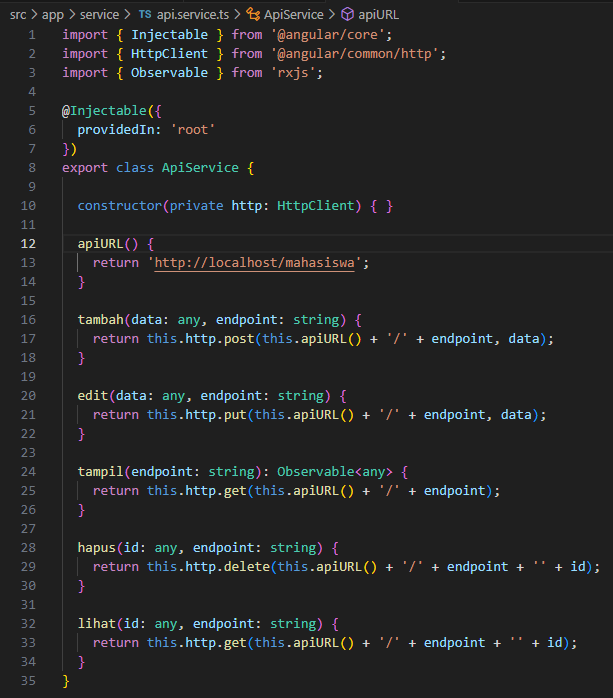 src > app > service > TS api.service.ts > ApiService > apiURL
1 import { Injectable } from '@angular/core';
2 import { HttpClient } from '@angular/common/http';
3 import { Observable } from 'rxjs';
4
5 @Injectable({
6   providedIn: 'root'
7 })
8 export class ApiService {
9
10   constructor(private http: HttpClient) { }
11
12   apiURL() {
13     return 'http://localhost/mahasiswa';
14   }
15
16   tambah(data: any, endpoint: string) {
17     return this.http.post(this.apiURL() + '/' + endpoint, data);
18   }
19
20   edit(data: any, endpoint: string) {
21     return this.http.put(this.apiURL() + '/' + endpoint, data);
22   }
23
24   tampil(endpoint: string): Observable<any> {
25     return this.http.get(this.apiURL() + '/' + endpoint);
26   }
27
28   hapus(id: any, endpoint: string) {
29     return this.http.delete(this.apiURL() + '/' + endpoint + '' + id);
30   }
31
32   lihat(id: any, endpoint: string) {
33     return this.http.get(this.apiURL() + '/' + endpoint + '' + id);
34   }
35 }